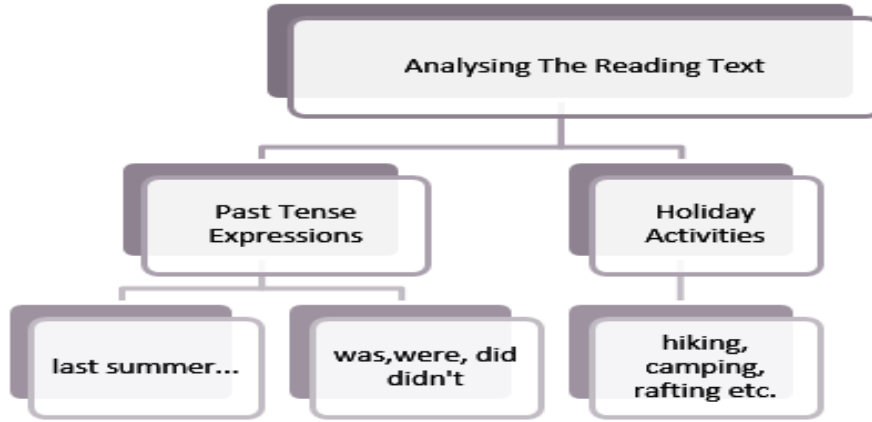 Analysing The Reading Text
Past Tense
Expressions
Holiday
Activities
last summer...
was,were, did
didn't
hiking,
camping,
rafting etc.